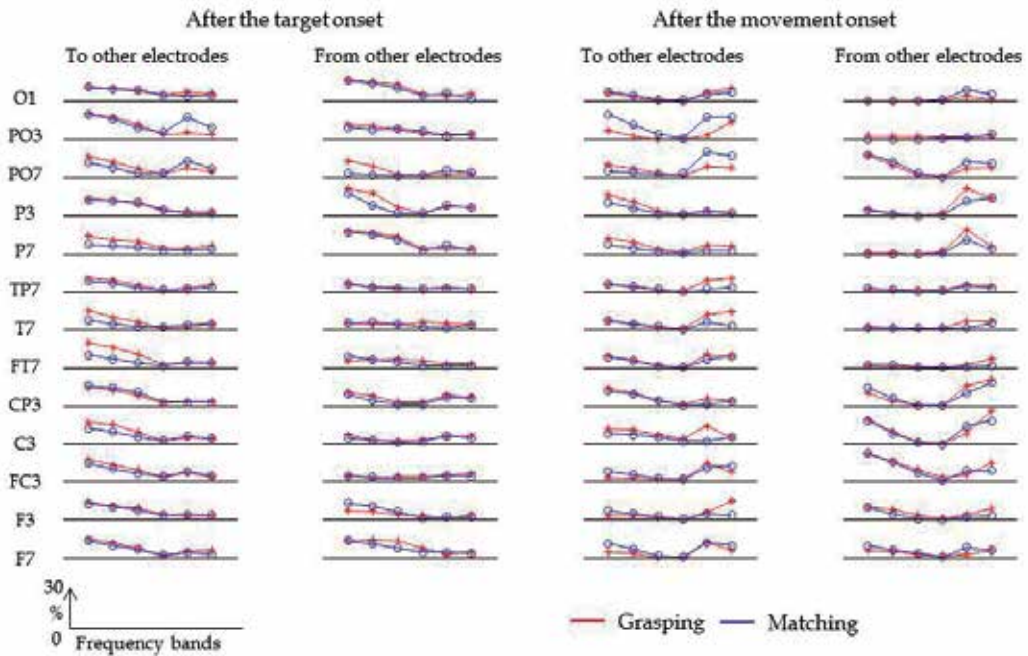 After the target onset After the movement onset
To other electrodes From other electrodes To other electrodes From other electrodes
O1
PO3
PO7
P3
P7
TP7
T7
FT7
CP3
C3
FC3
F3
F7
30
%
0 Frequency bands
Grasping Matching